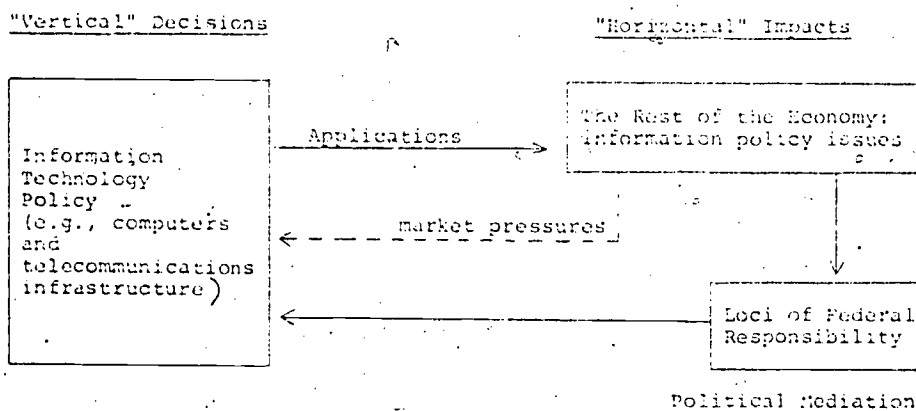 "Vertical" Decisions
"Horizontal" Impacts
The Rest of the Economy:
information policy issues
Applications
Information
Technology
Policy
(e.g., computers
and
telecommunications
infrastructure)
market pressures
Loci of Federal
Responsibility
Political Mediation